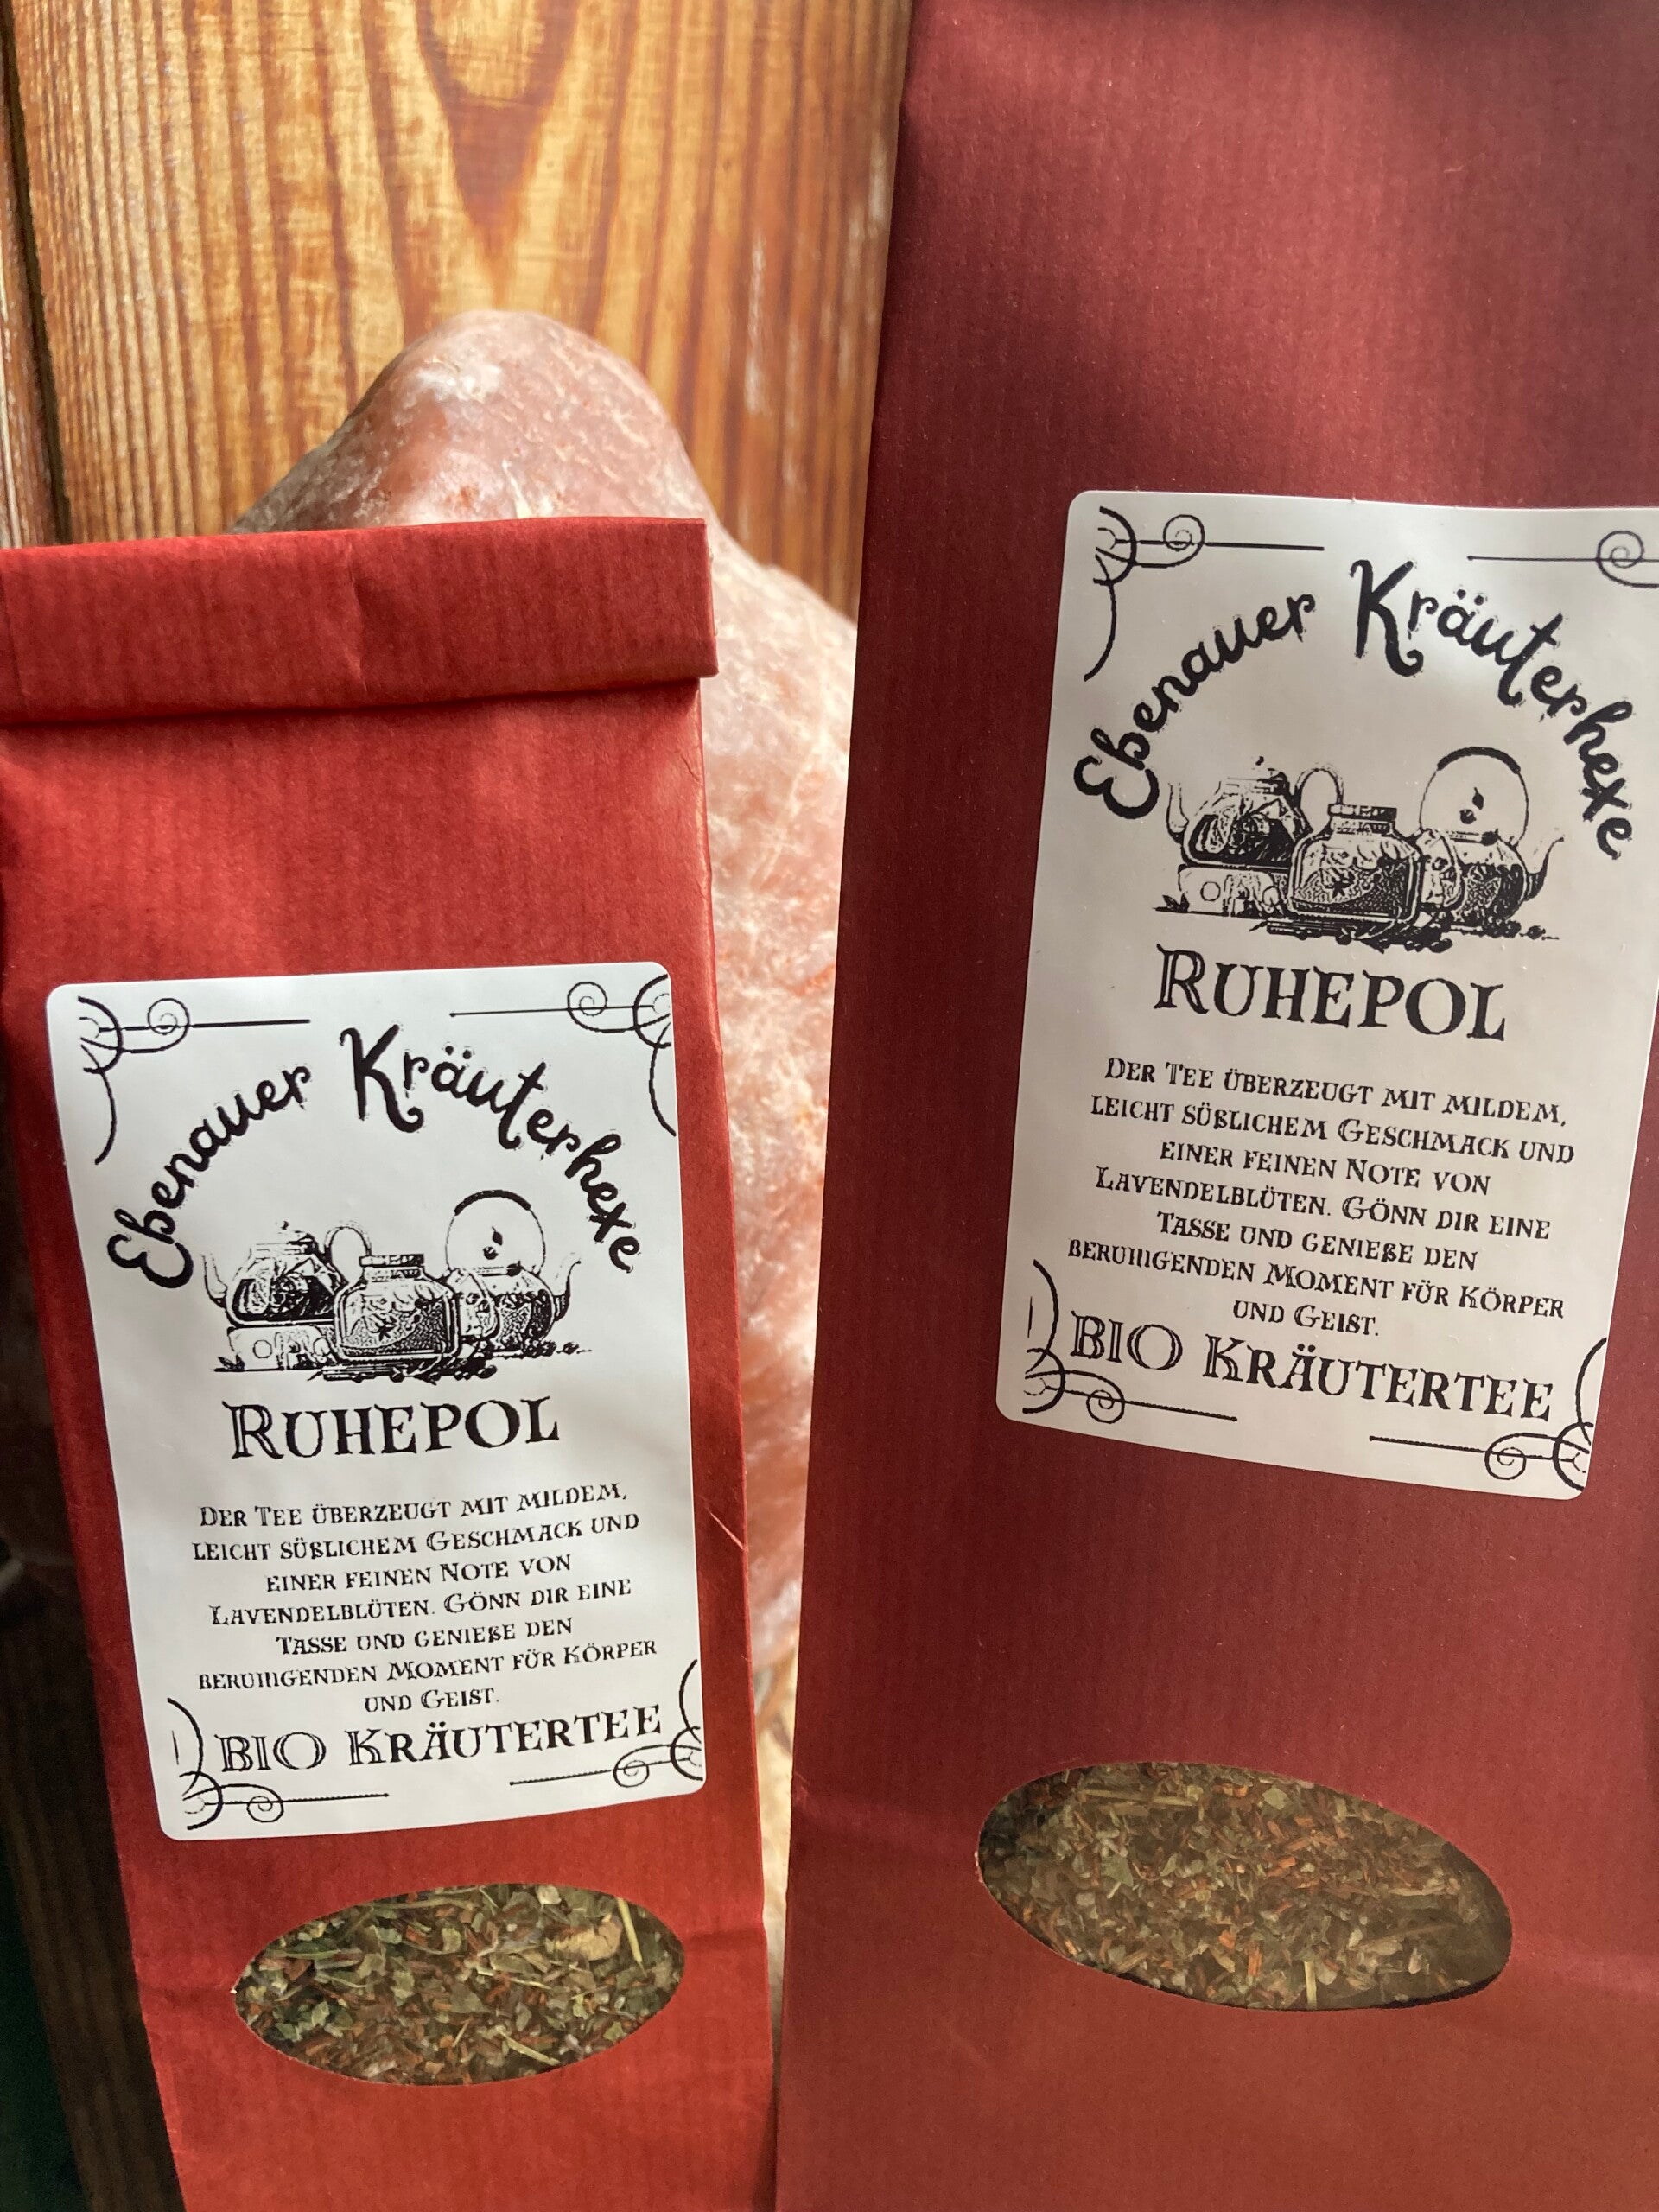 Ebenauer Kräuterhexe
RUHEPOL
DER TEE ÜBERZEUGT MIT MILDEM,
LEICHT SÜßLICHEM GESCHMACK UND
EINER FEINEN NOTE VON
LAVENDELBLÜTEN. GÖNN DIR EINE
TASSE UND GENIEßE DEN
BERUHIGENDEN MOMENT FÜR KÖRPER
UND GEIST.
BIO KRÄUTERTEE
Ebenauer Kräuterhexe
RUHEPOL
DER TEE ÜBERZEUGT MIT MILDEM,
LEICHT SÜßLICHEM GESCHMACK UND
EINER FEINEN NOTE VON
LAVENDELBLÜTEN. GÖNN DIR EINE
TASSE UND GENIEßE DEN
BERUHIGENDEN MOMENT FÜR KÖRPER
UND GEIST.
BIO KRÄUTERTEE